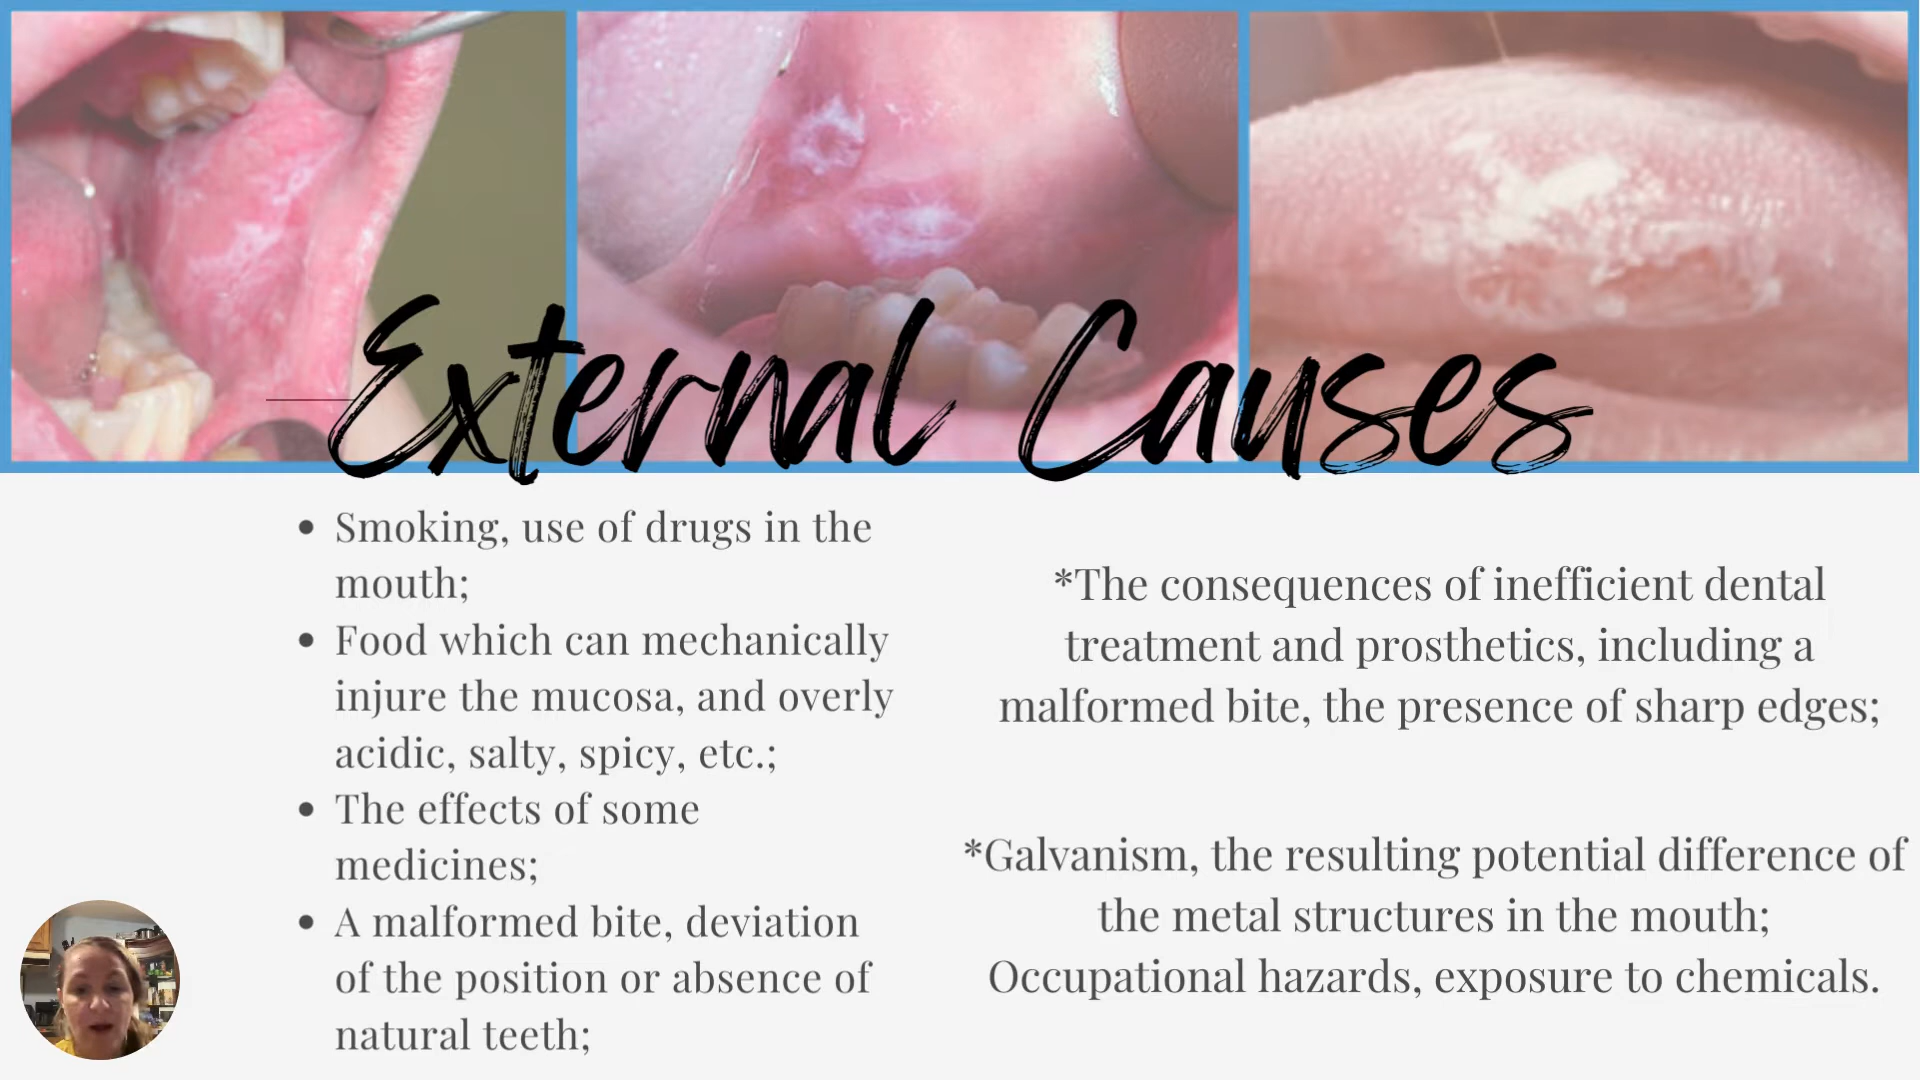 External Causes
• Smoking, use of drugs in the
mouth;
• Food which can mechanically
injure the mucosa, and overly
acidic, salty, spicy, etc.;
• The effects of some
medicines;
• A malformed bite, deviation
of the position or absence of
natural teeth;
*The consequences of inefficient dental
treatment and prosthetics, including a
malformed bite, the presence of sharp edges;
*Galvanism, the resulting potential difference of
the metal structures in the mouth;
Occupational hazards, exposure to chemicals.